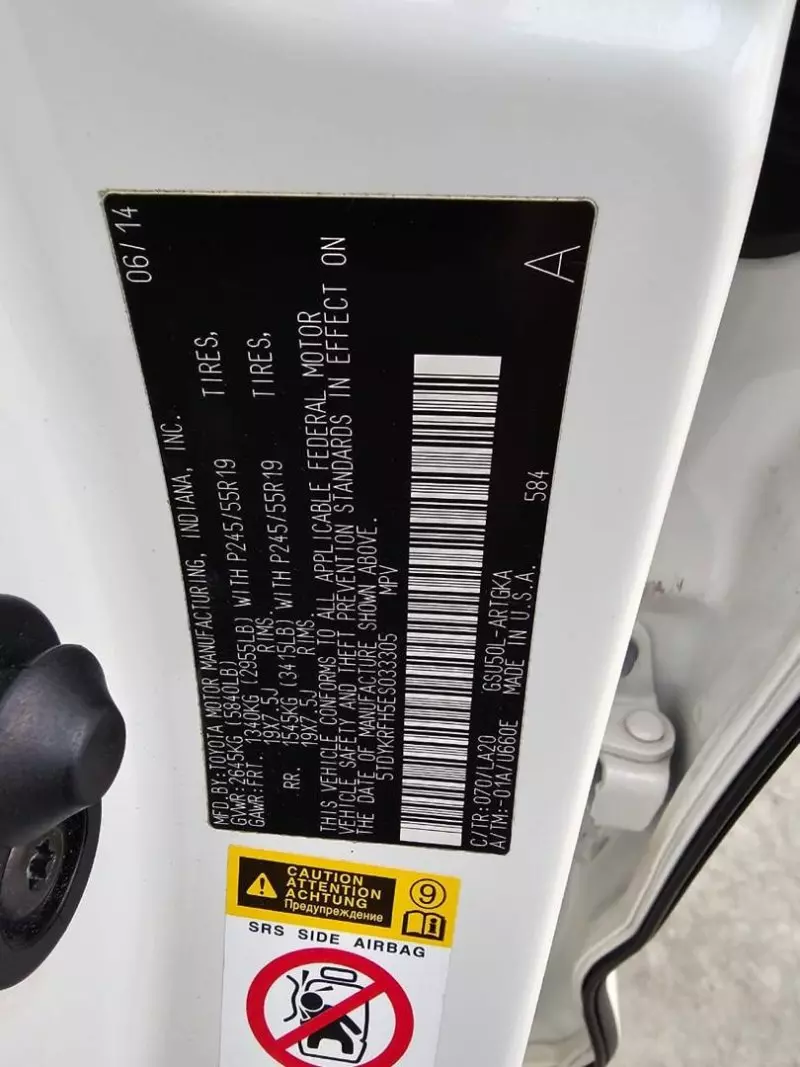 MFD.BY:TOYOTA MOTOR MANUFACTURING, INDIANA, INC. 06/14
GVWR:2645KG (5840LB)
GAWR:FRT. 1340KG (2955LB) WITH P245/55R19 TIRES,
19X7.5J RIMS,
RR. 1545KG (3415LB) WITH P245/55R19 TIRES,
19X7.5J RIMS.
THIS VEHICLE CONFORMS TO ALL APPLICABLE FEDERAL MOTOR
VEHICLE SAFETY AND THEFT PREVENTION STANDARDS IN EFFECT ON
THE DATE OF MANUFACTURE SHOWN ABOVE.
5TDYKRFH5ES033305 MPV
C/TR:070/LA20 GSU50L-ARTGKA
A/TM:-01A/U660E MADE IN U.S.A. 584 A
CAUTION
ATTENTION
ACHTUNG
Предупреждение
9
SRS SIDE AIRBAG